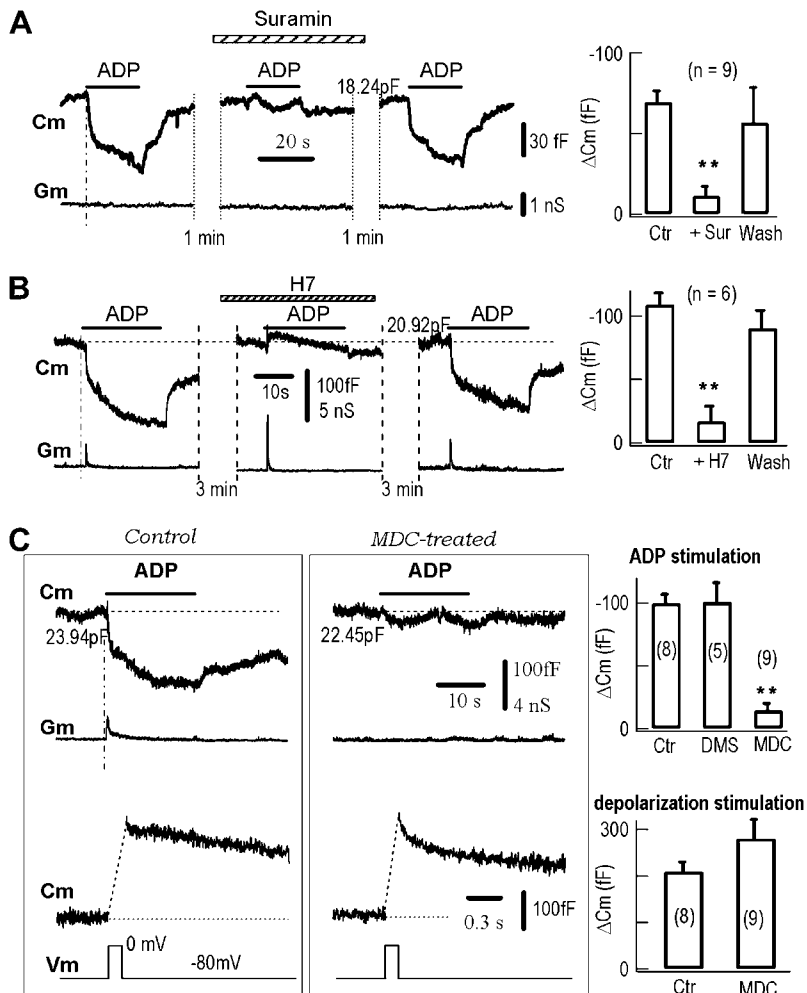 A
Suramin
ADP
ADP
ADP
18.24pF
Cm
20 s
30 fF
Gm
1 nS
1 min
1 min
-100
(n = 9)
ΔCm (fF)
**
0
Ctr
+ Sur
Wash
B
H7
ADP
ADP
ADP
20.92pF
Cm
10s
100fF
5 nS
Gm
3 min
3 min
-100
(n = 6)
ΔCm (fF)
**
0
Ctr
+ H7
Wash
C
Control
MDC-treated
ADP
ADP
Cm
23.94pF
22.45pF
10 s
100fF
4 nS
Gm
Cm
0.3 s
100fF
0 mV
-80mV
Vm
ADP stimulation
-100
ΔCm (fF)
(8)
(5)
(9)
**
0
Ctr
DMS
MDC
depolarization stimulation
300
ΔCm (fF)
(8)
(9)
0
Ctr
MDC